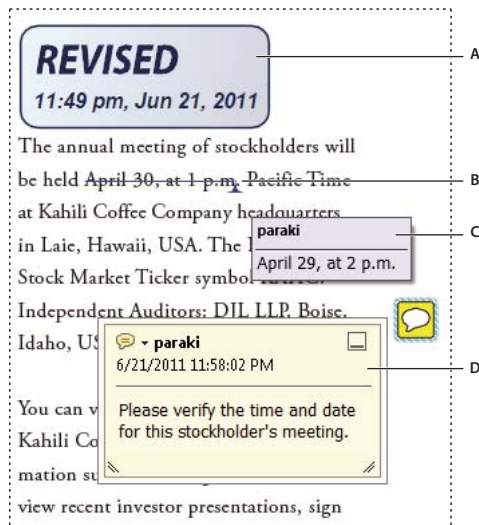 REVISED
11:49 pm, Jun 21, 2011
A
The annual meeting of stockholders will
be held April 30, at 1 p.m. Pacific Time
B
at Kahili Coffee Company headquarters
paraki
C
in Laie, Hawaii, USA. The
April 29, at 2 p.m.
Stock Market Ticker symbol
Independent Auditors: DJL LLP. Boise,
Idaho, US
paraki
6/21/2011 11:58:02 PM
D
Please verify the time and date
for this stockholder's meeting.
You can v
Kahili Co
mation su
view recent investor presentations, sign